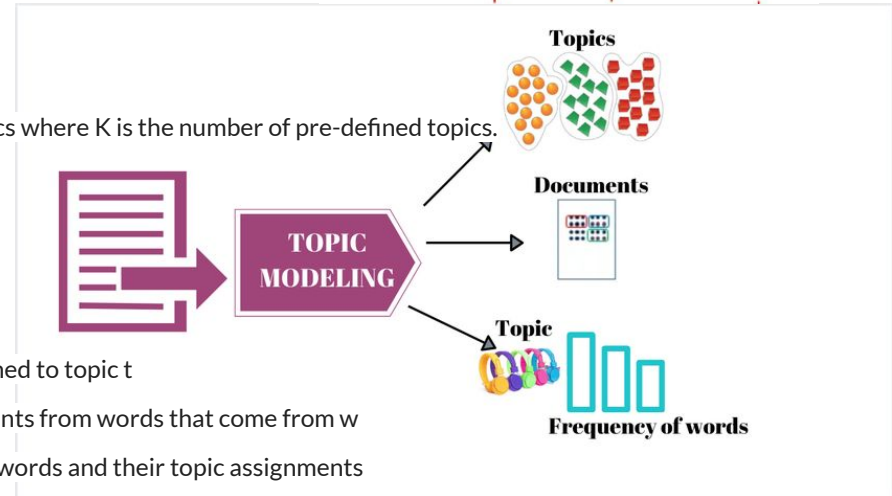 Topics
cs where K is the number of pre-defined topics.
Documents
TOPIC
MODELING
Topic
ned to topic t
nts from words that come from w
Frequency of words
words and their topic assignments